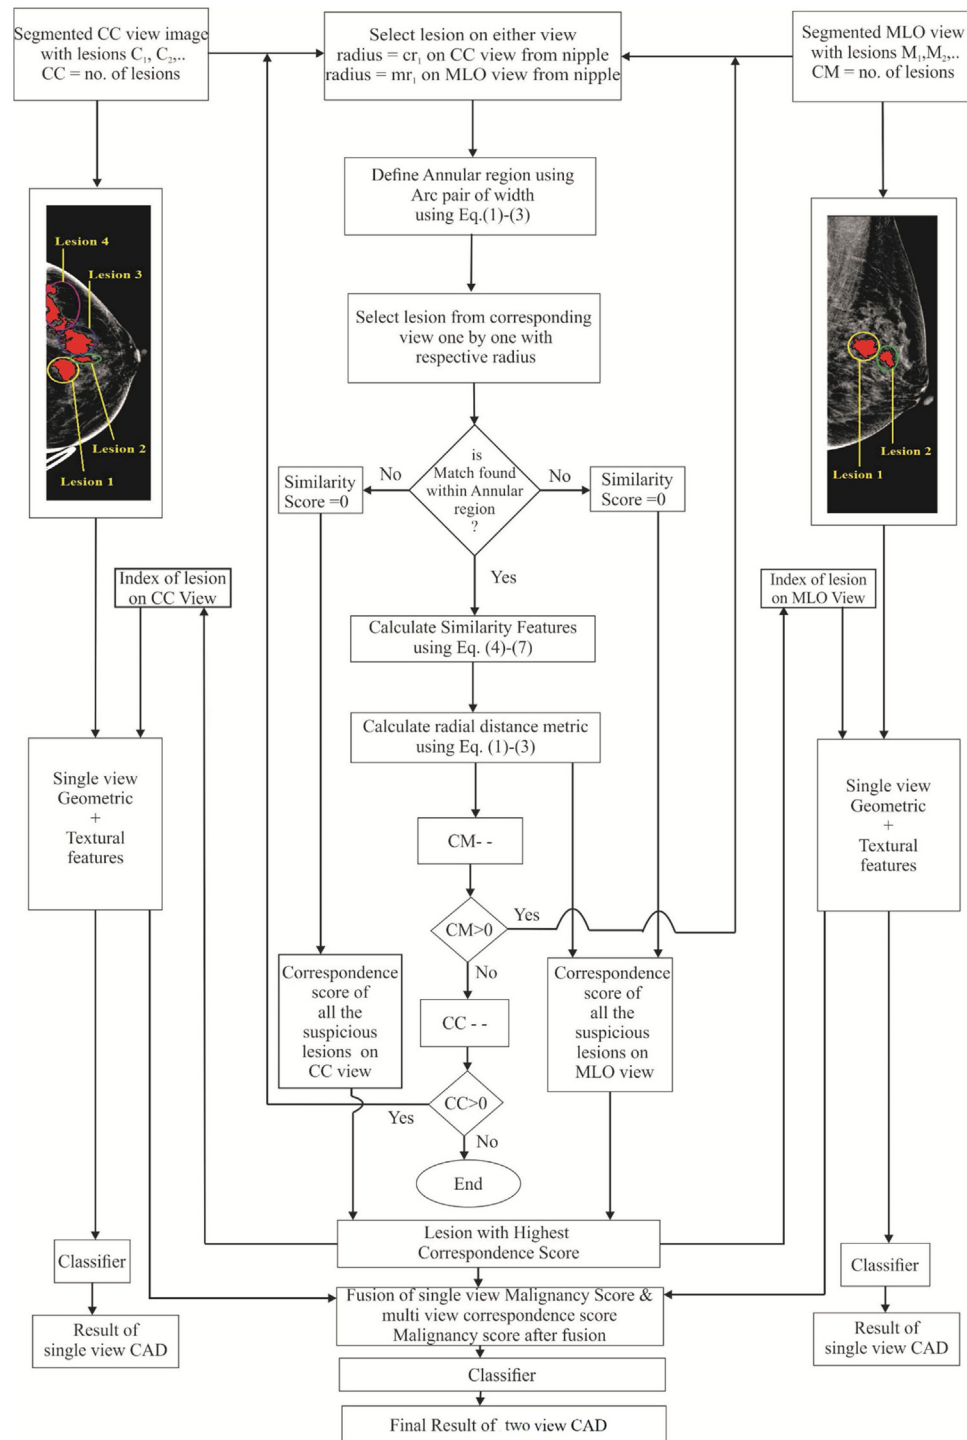 Segmented CC view image
with lesions C₁, C₂,..
CC = no. of lesions
Select lesion on either view
radius = cr₁ on CC view from nipple
radius = mr₁ on MLO view from nipple
Segmented MLO view
with lesions M₁,M₂,..
CM = no. of lesions
Define Annular region using
Arc pair of width
using Eq.(1)-(3)
Lesion 4
Lesion 3
Lesion 2
Lesion 1
Select lesion from corresponding
view one by one with
respective radius
Lesion 2
Lesion 1
is
Match found
within Annular
region
?
No
No
Similarity
Score =0
Similarity
Score =0
Yes
Index of lesion
on CC View
Index of lesion
on MLO View
Calculate Similarity Features
using Eq. (4)-(7)
Calculate radial distance metric
using Eq. (1)-(3)
Single view
Geometric
+
Textural
features
Single view
Geometric
+
Textural
features
CM- -
CM>0
Yes
No
Correspondence
score of
all the
suspicious
lesions on
CC view
Correspondence
score of
all the
suspicious
lesions on
MLO view
CC - -
CC>0
Yes
No
End
Lesion with Highest
Correspondence Score
Classifier
Classifier
Fusion of single view Malignancy Score &
multi view correspondence score
Malignancy score after fusion
Result of
single view CAD
Result of
single view CAD
Classifier
Final Result of two view CAD